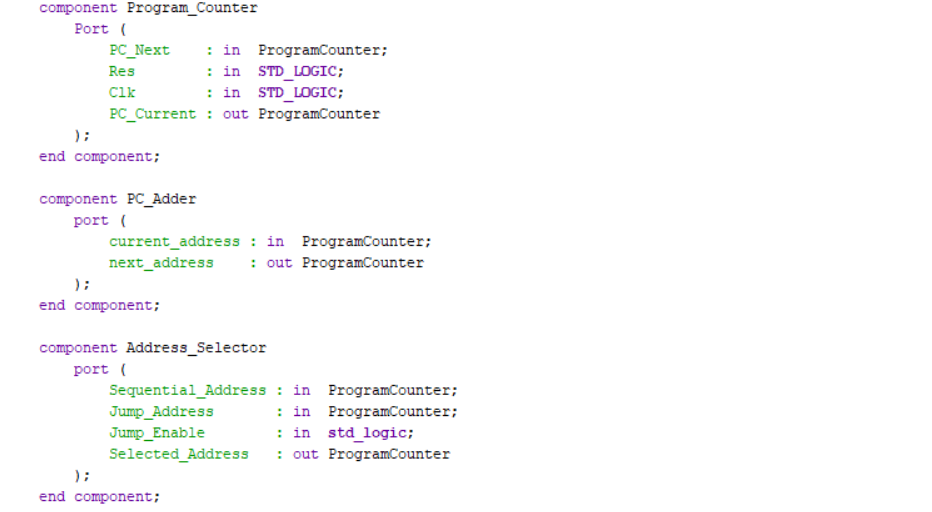 component Program_Counter
    Port (
        PC_Next    : in  ProgramCounter;
        Res        : in  STD_LOGIC;
        Clk        : in  STD_LOGIC;
        PC_Current : out ProgramCounter
    );
end component;

component PC_Adder
    port (
        current_address : in  ProgramCounter;
        next_address    : out ProgramCounter
    );
end component;

component Address_Selector
    port (
        Sequential_Address : in  ProgramCounter;
        Jump_Address       : in  ProgramCounter;
        Jump_Enable        : in  std_logic;
        Selected_Address   : out ProgramCounter
    );
end component;